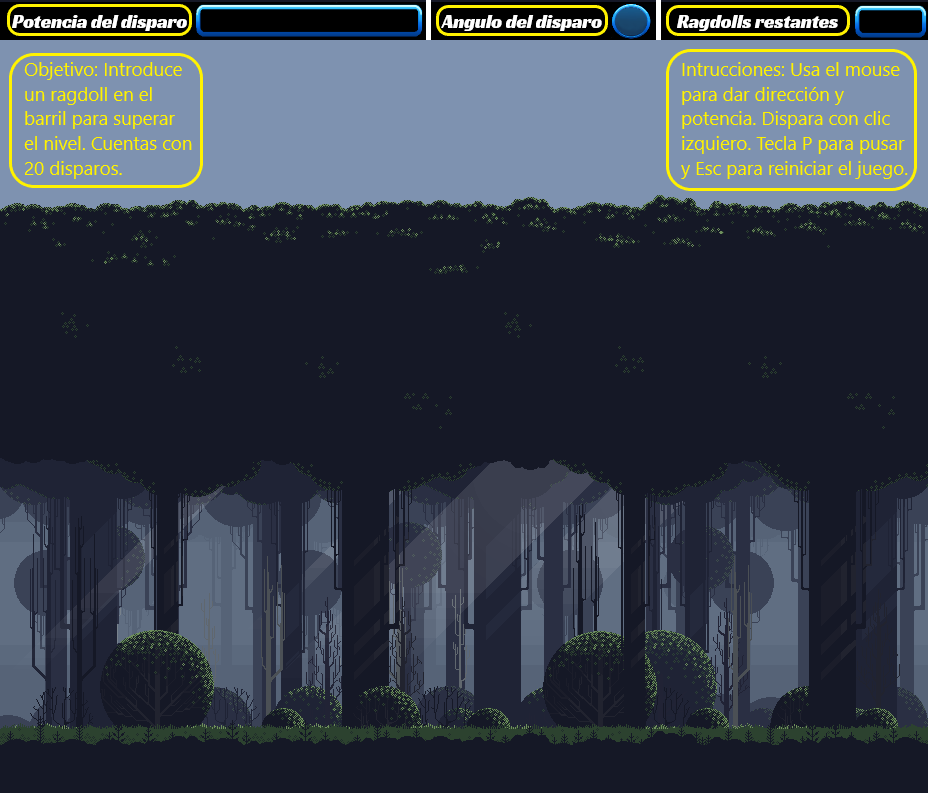 Potencia del disparo
Angulo del disparo
Ragdolls restantes
Objetivo: Introduce
un ragdoll en el
barril para superar
el nivel. Cuentas con
20 disparos.
Intrucciones: Usa el mouse
para dar dirección y
potencia. Dispara con clic
izquiero. Tecla P para pusar
y Esc para reiniciar el juego.